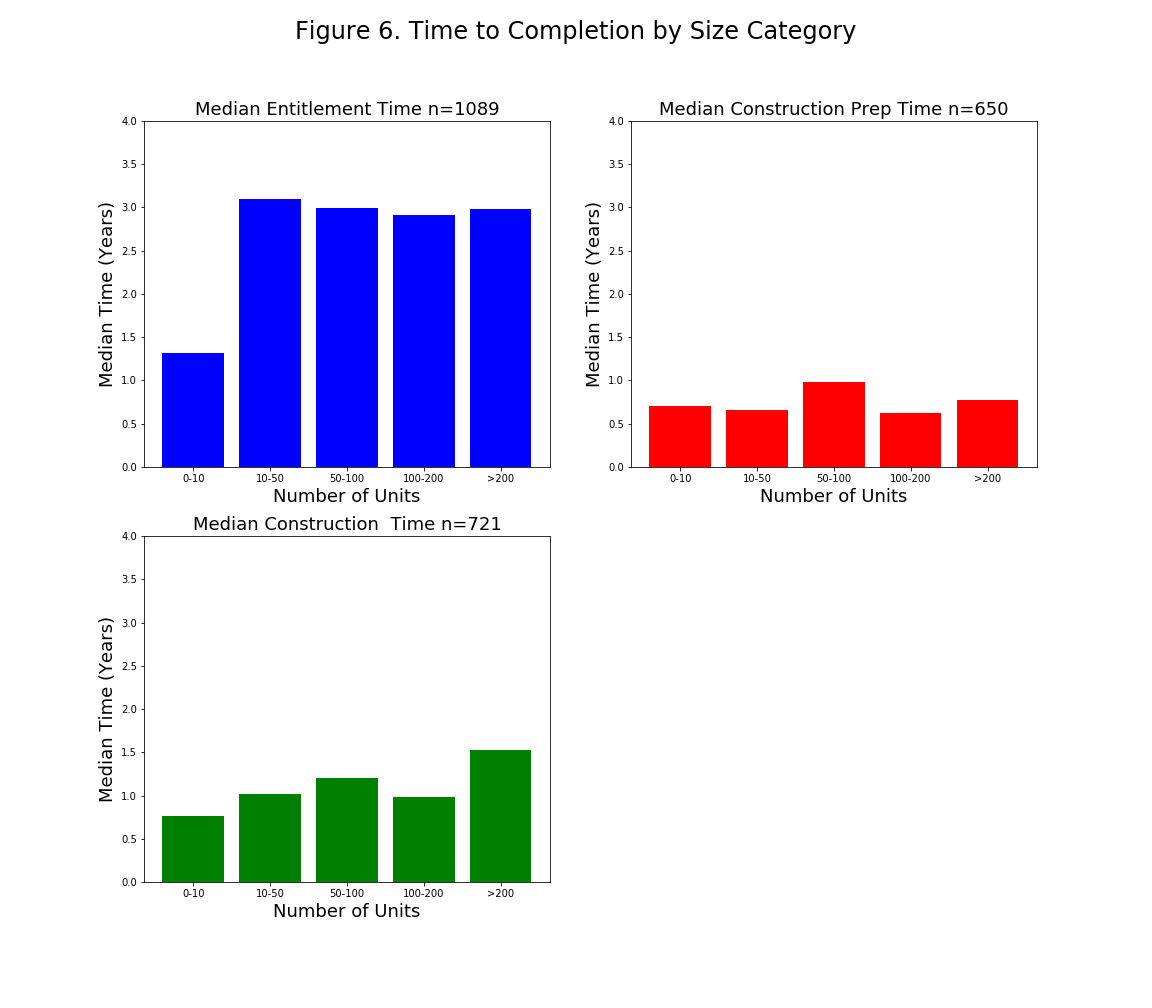 Figure 6. Time to Completion by Size Category
Median Entitlement Time n=1089
4.0
3.5
3.0
2.5
2.0
1.5
1.0
0.5
0.0
Median Time (Years)
0-10 10-50 50-100 100-200 >200
Number of Units
Median Construction Prep Time n=650
4.0
3.5
3.0
2.5
2.0
1.5
1.0
0.5
0.0
Median Time (Years)
0-10 10-50 50-100 100-200 >200
Number of Units
Median Construction  Time n=721
4.0
3.5
3.0
2.5
2.0
1.5
1.0
0.5
0.0
Median Time (Years)
0-10 10-50 50-100 100-200 >200
Number of Units